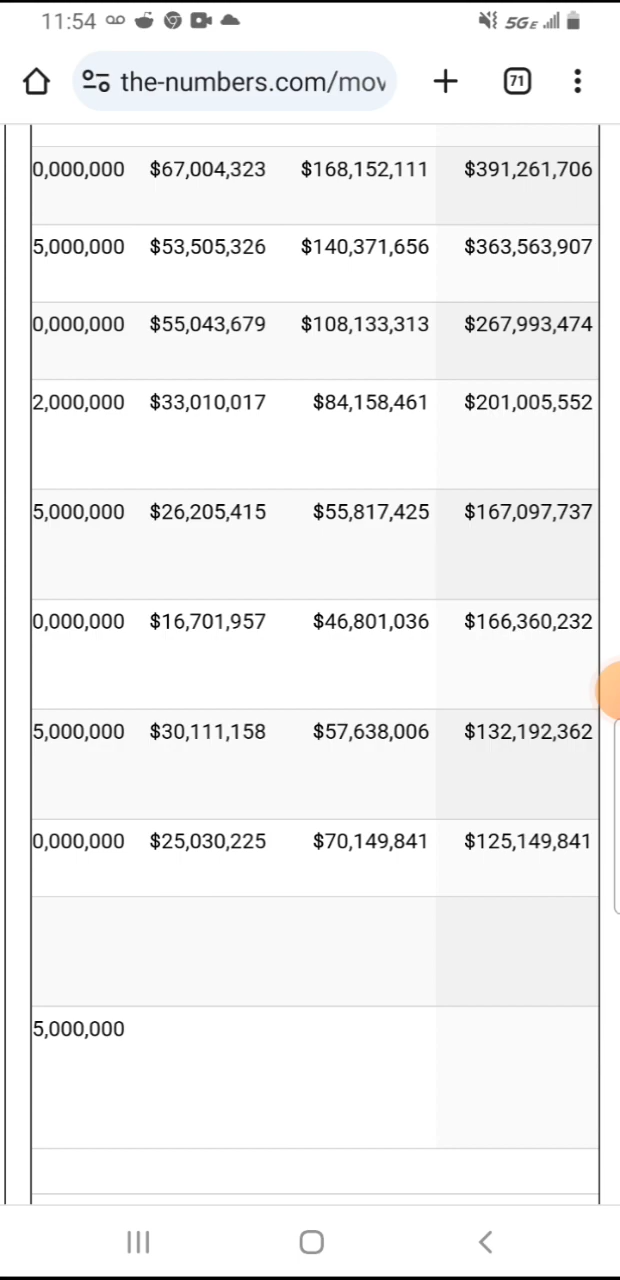 11:54
5GE
the-numbers.com/mov
71
0,000,000 $67,004,323 $168,152,111 $391,261,706
5,000,000 $53,505,326 $140,371,656 $363,563,907
0,000,000 $55,043,679 $108,133,313 $267,993,474
2,000,000 $33,010,017 $84,158,461 $201,005,552
5,000,000 $26,205,415 $55,817,425 $167,097,737
0,000,000 $16,701,957 $46,801,036 $166,360,232
5,000,000 $30,111,158 $57,638,006 $132,192,362
0,000,000 $25,030,225 $70,149,841 $125,149,841
5,000,000